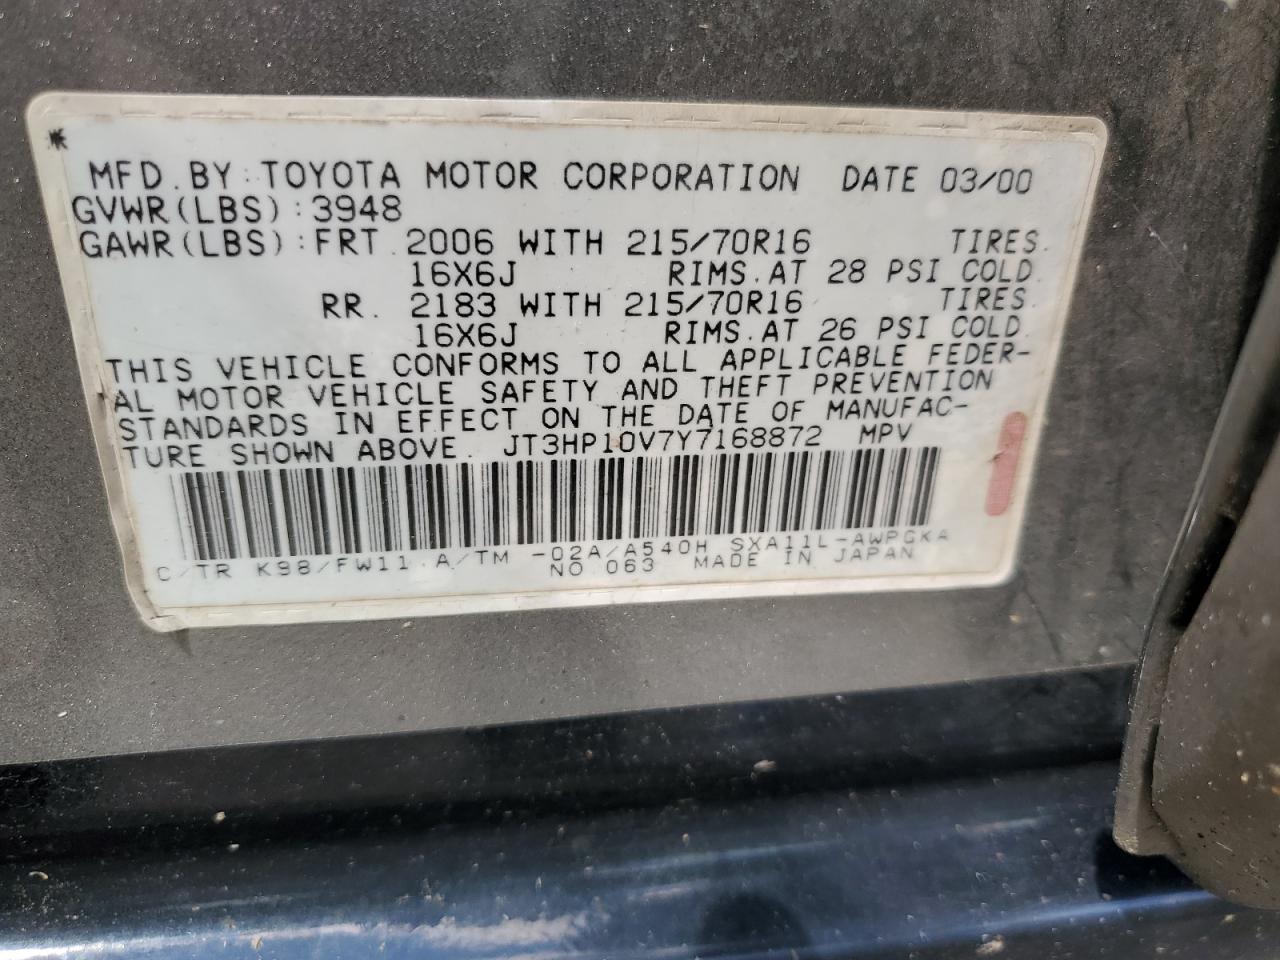 MFD. BY: TOYOTA MOTOR CORPORATION DATE 03/00
GVWR(LBS):3948
GAWR(LBS):FRT. 2006 WITH 215/70R16 TIRES.
16X6J RIMS.AT 28 PSI COLD.
RR. 2183 WITH 215/70R16 TIRES.
16X6J RIMS.AT 26 PSI COLD.
THIS VEHICLE CONFORMS TO ALL APPLICABLE FEDER-
AL MOTOR VEHICLE SAFETY AND THEFT PREVENTION
STANDARDS IN EFFECT ON THE DATE OF MANUFAC-
TURE SHOWN ABOVE. JT3HP10V7Y7168872 MPV
C/TR K98/FW11 A/TM -02A/A540H SXA11L-AWPGKA
NO.063 MADE IN JAPAN